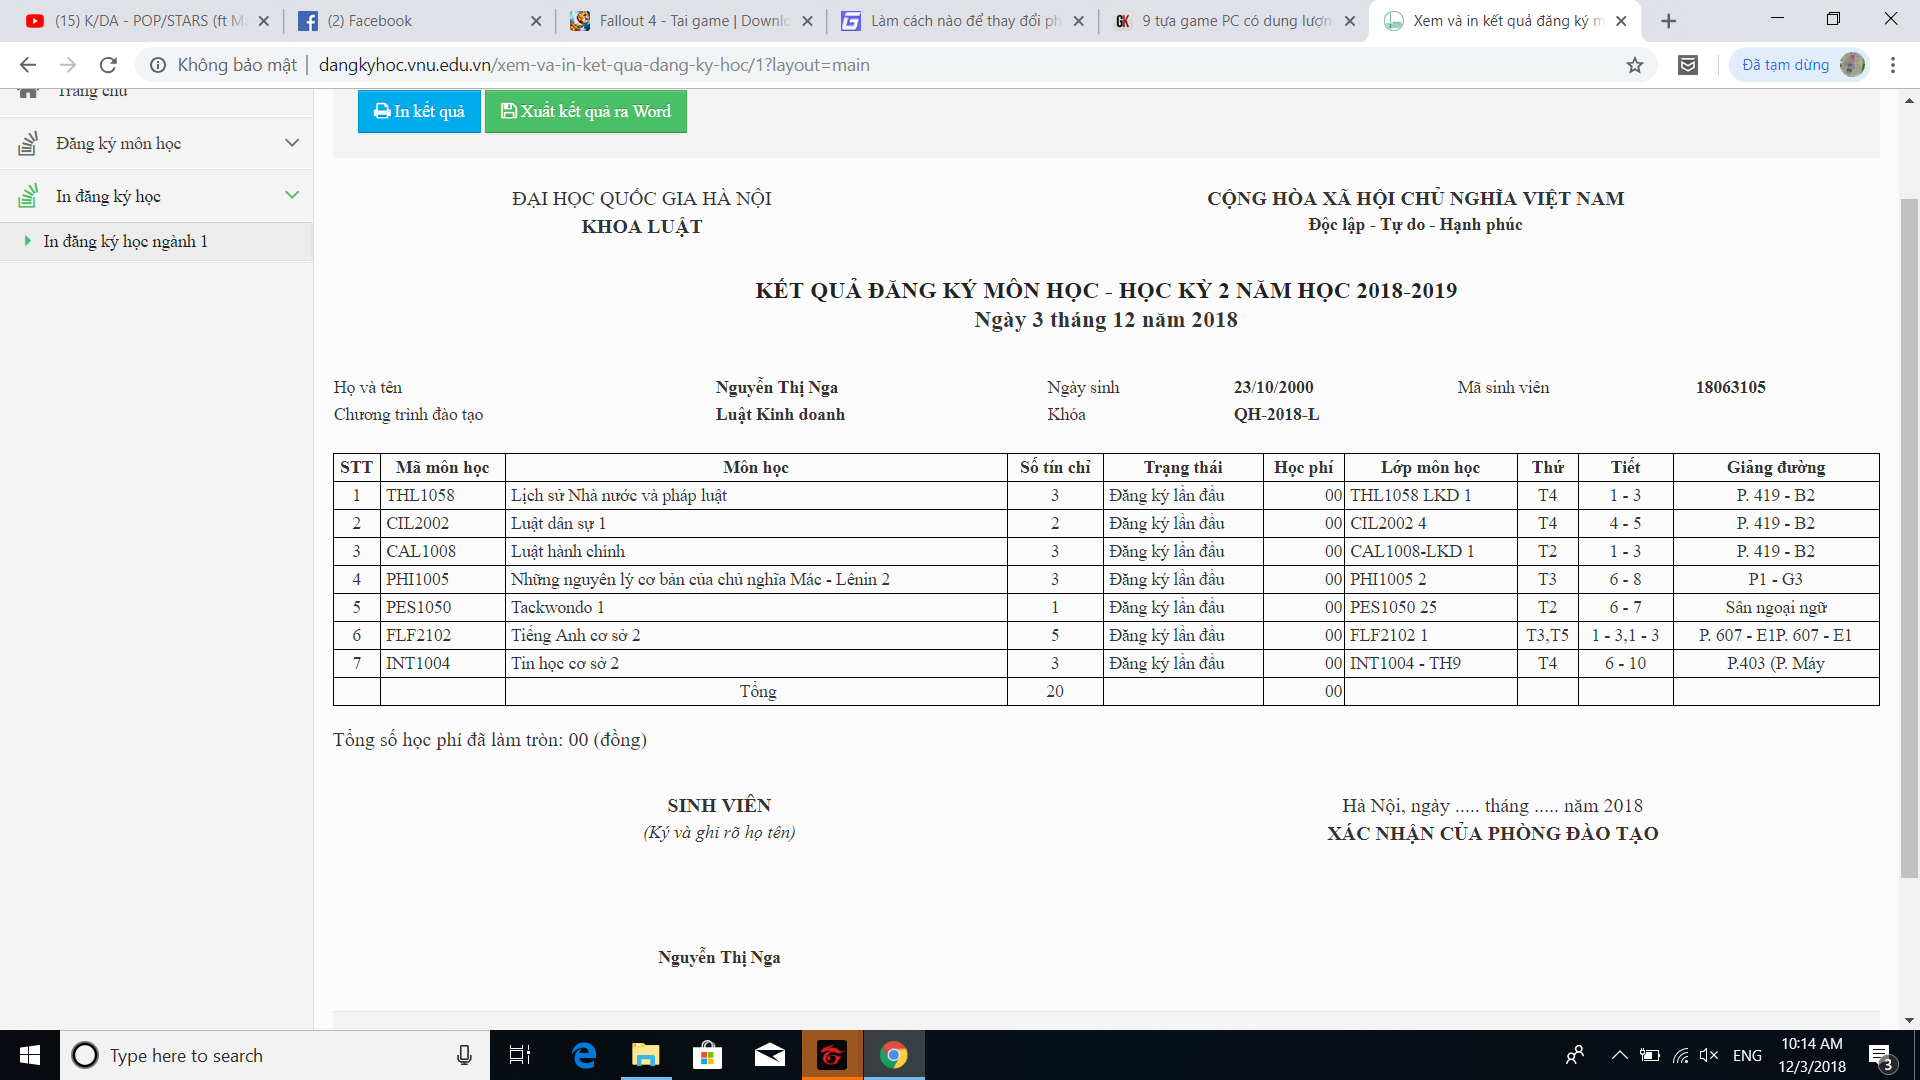 (15) K/DA - POP/STARS (ft M
(2) Facebook
Fallout 4 - Tai game | Downlo
Làm cách nào để thay đổi ph
GK 9 tựa game PC có dung lượn
Xem và in kết quả đăng ký m
Không bảo mật | dangkyhoc.vnu.edu.vn/xem-va-in-ket-qua-dang-ky-hoc/1?layout=main
Đã tạm dừng
Trang chủ
Đăng ký môn học
In đăng ký học
In đăng ký học ngành 1
In kết quả
Xuất kết quả ra Word
ĐẠI HỌC QUỐC GIA HÀ NỘI
KHOA LUẬT
CỘNG HÒA XÃ HỘI CHỦ NGHĨA VIỆT NAM
Độc lập - Tự do - Hạnh phúc
KẾT QUẢ ĐĂNG KÝ MÔN HỌC - HỌC KỲ 2 NĂM HỌC 2018-2019
Ngày 3 tháng 12 năm 2018
Họ và tên Nguyễn Thị Nga Ngày sinh 23/10/2000 Mã sinh viên 18063105
Chương trình đào tạo Luật Kinh doanh Khóa QH-2018-L
STT Mã môn học Môn học Số tín chỉ Trạng thái Học phí Lớp môn học Thứ Tiết Giảng đường
1 THL1058 Lịch sử Nhà nước và pháp luật 3 Đăng ký lần đầu 00 THL1058 LKD 1 T4 1 - 3 P. 419 - B2
2 CIL2002 Luật dân sự 1 2 Đăng ký lần đầu 00 CIL2002 4 T4 4 - 5 P. 419 - B2
3 CAL1008 Luật hành chính 3 Đăng ký lần đầu 00 CAL1008-LKD 1 T2 1 - 3 P. 419 - B2
4 PHI1005 Những nguyên lý cơ bản của chủ nghĩa Mác - Lênin 2 3 Đăng ký lần đầu 00 PHI1005 2 T3 6 - 8 P1 - G3
5 PES1050 Taekwondo 1 1 Đăng ký lần đầu 00 PES1050 25 T2 6 - 7 Sân ngoại ngữ
6 FLF2102 Tiếng Anh cơ sở 2 5 Đăng ký lần đầu 00 FLF2102 1 T3,T5 1 - 3,1 - 3 P. 607 - E1P. 607 - E1
7 INT1004 Tin học cơ sở 2 3 Đăng ký lần đầu 00 INT1004 - TH9 T4 6 - 10 P.403 (P. Máy
Tổng 20 00
Tổng số học phí đã làm tròn: 00 (đồng)
SINH VIÊN
(Ký và ghi rõ họ tên)
Hà Nội, ngày ..... tháng ..... năm 2018
XÁC NHẬN CỦA PHÒNG ĐÀO TẠO
Nguyễn Thị Nga
Type here to search
ENG
10:14 AM
12/3/2018
3